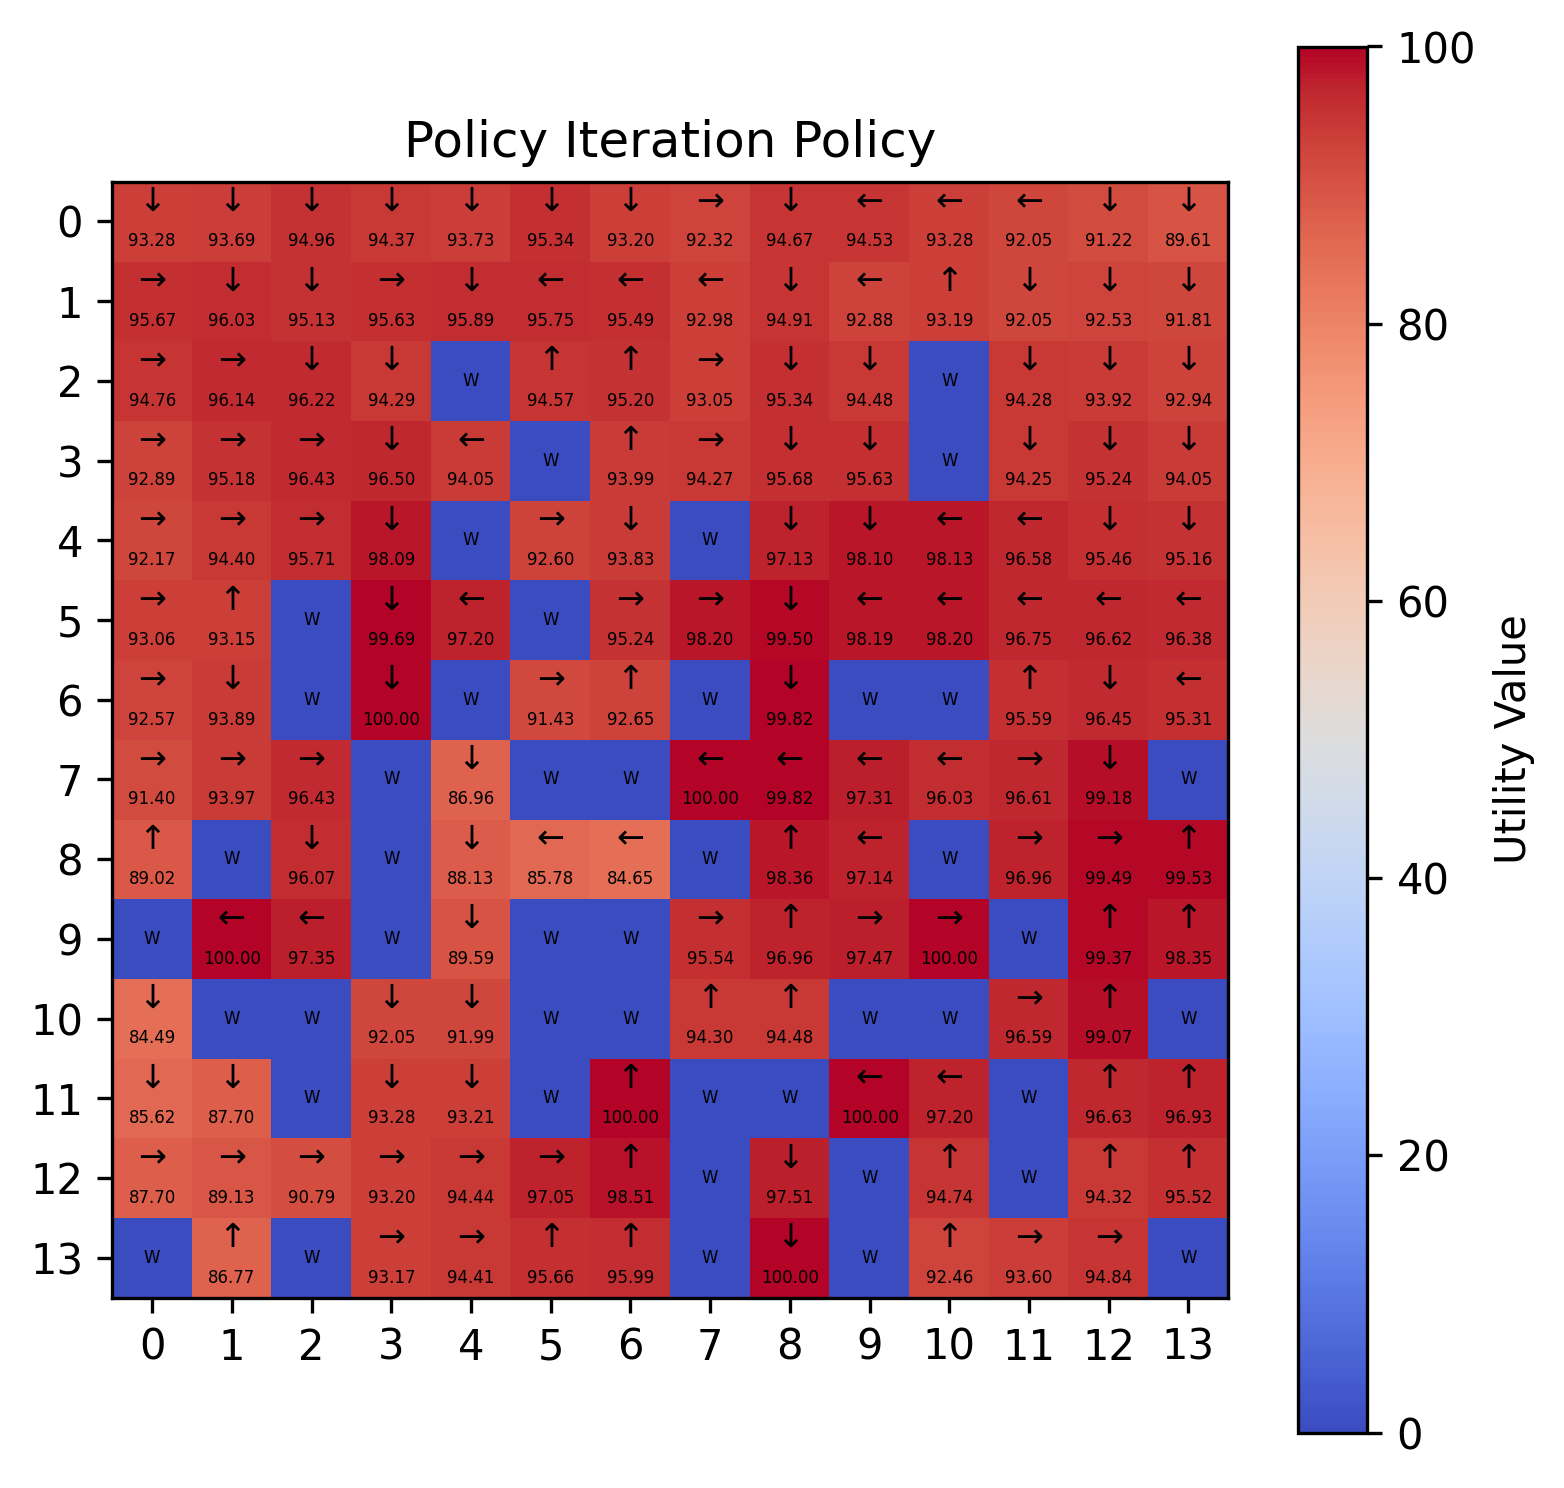 Policy Iteration Policy
100
80
60
40
20
0
Utility Value
0 ↓ ↓ ↓ ↓ ↓ ↓ ↓ → ↓ ← ← ← ↓ ↓
93.28 93.69 94.96 94.37 93.73 95.34 93.20 92.32 94.67 94.53 93.28 92.05 91.22 89.61
1 → ↓ ↓ → ↓ ← ← ← ↓ ← ↑ ↓ ↓ ↓
95.67 96.03 95.13 95.63 95.89 95.75 95.49 92.98 94.91 92.88 93.19 92.05 92.53 91.81
2 → → ↓ ↓ W ↑ ↑ → ↓ ↓ W ↓ ↓ ↓
94.76 96.14 96.22 94.29 94.57 95.20 93.05 95.34 94.48 94.28 93.92 92.94
3 → → → ↓ ← W ↑ → ↓ ↓ W ↓ ↓ ↓
92.89 95.18 96.43 96.50 94.05 93.99 94.27 95.68 95.63 94.25 95.24 94.05
4 → → → ↓ W → ↓ W ↓ ↓ ← ← ↓ ↓
92.17 94.40 95.71 98.09 92.60 93.83 97.13 98.10 98.13 96.58 95.46 95.16
5 → ↑ W ↓ ← W → → ↓ ← ← ← ← ←
93.06 93.15 99.69 97.20 95.24 98.20 99.50 98.19 98.20 96.75 96.62 96.38
6 → ↓ W ↓ W → ↑ W ↓ W W ↑ ↓ ←
92.57 93.89 100.00 91.43 92.65 99.82 95.59 96.45 95.31
7 → → → W ↓ W W ← ← ← ← → ↓ W
91.40 93.97 96.43 86.96 100.00 99.82 97.31 96.03 96.61 99.18
8 ↑ W ↓ W ↓ ← ← W ↑ ← W → → ↑
89.02 96.07 88.13 85.78 84.65 98.36 97.14 96.96 99.49 99.53
9 W ← ← W ↓ W W → ↑ → → W ↑ ↑
100.00 97.35 89.59 95.54 96.96 97.47 100.00 99.37 98.35
10 ↓ W W ↓ ↓ W W ↑ ↑ W W → ↑ W
84.49 92.05 91.99 94.30 94.48 96.59 99.07
11 ↓ ↓ W ↓ ↓ W ↑ W W ← ← W ↑ ↑
85.62 87.70 93.28 93.21 100.00 100.00 97.20 96.63 96.93
12 → → → → → → ↑ W ↓ W ↑ W ↑ ↑
87.70 89.13 90.79 93.20 94.44 97.05 98.51 97.51 94.74 94.32 95.52
13 W ↑ W → → ↑ ↑ W ↓ W ↑ → → W
86.77 93.17 94.41 95.66 95.99 100.00 92.46 93.60 94.84
0 1 2 3 4 5 6 7 8 9 10 11 12 13